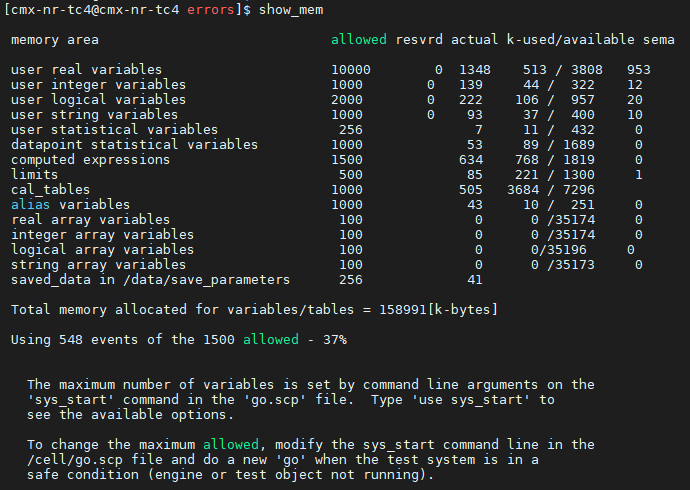 [cmx-nr-tc4@cmx-nr-tc4 errors]$ show_mem
memory area allowed resvrd actual k-used/available sema
user real variables 10000 0 1348 513 / 3808 953
user integer variables 1000 0 139 44 / 322 12
user logical variables 2000 0 222 106 / 957 20
user string variables 1000 0 93 37 / 400 10
user statistical variables 256 7 11 / 432 0
datapoint statistical variables 1000 53 89 / 1689 0
computed expressions 1500 634 768 / 1819 0
limits 500 85 221 / 1300 1
cal_tables 1000 505 3684 / 7296
alias variables 1000 43 10 / 251 0
real array variables 100 0 0 /35174 0
integer array variables 100 0 0 /35174 0
logical array variables 100 0 0/35196 0
string array variables 100 0 0 /35173 0
saved_data in /data/save_parameters 256 41
Total memory allocated for variables/tables = 158991[k-bytes]
Using 548 events of the 1500 allowed - 37%
The maximum number of variables is set by command line arguments on the
'sys_start' command in the 'go.scp' file. Type 'use sys_start' to
see the available options.
To change the maximum allowed, modify the sys_start command line in the
/cell/go.scp file and do a new 'go' when the test system is in a
safe condition (engine or test object not running).